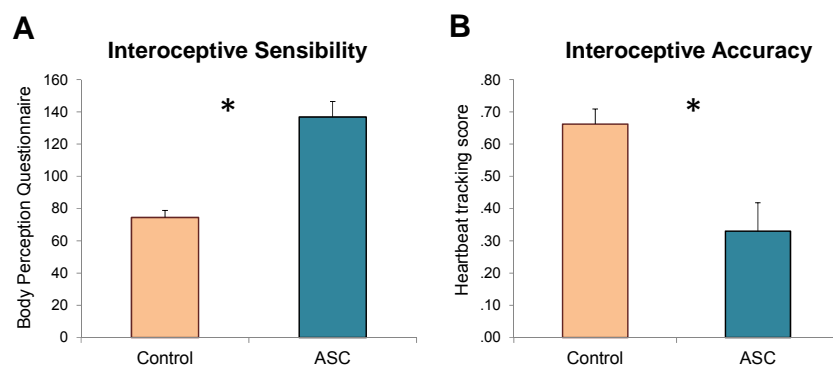 A
Interoceptive Sensibility
Body Perception Questionnaire
160
140
120
100
80
60
40
20
0
*
Control
ASC
B
Interoceptive Accuracy
Heartbeat tracking score
.80
.70
.60
.50
.40
.30
.20
.10
.00
*
Control
ASC